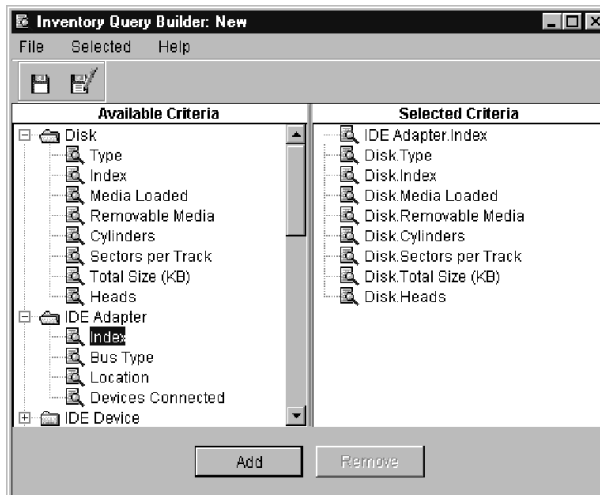 Inventory Query Builder: New
File Selected Help
Available Criteria
Disk
Type
Index
Media Loaded
Removable Media
Cylinders
Sectors per Track
Total Size (KB)
Heads
IDE Adapter
Index
Bus Type
Location
Devices Connected
IDE Device
Selected Criteria
IDE Adapter.Index
Disk.Type
Disk.Index
Disk.Media Loaded
Disk.Removable Media
Disk.Cylinders
Disk.Sectors per Track
Disk.Total Size (KB)
Disk.Heads
Add Remove